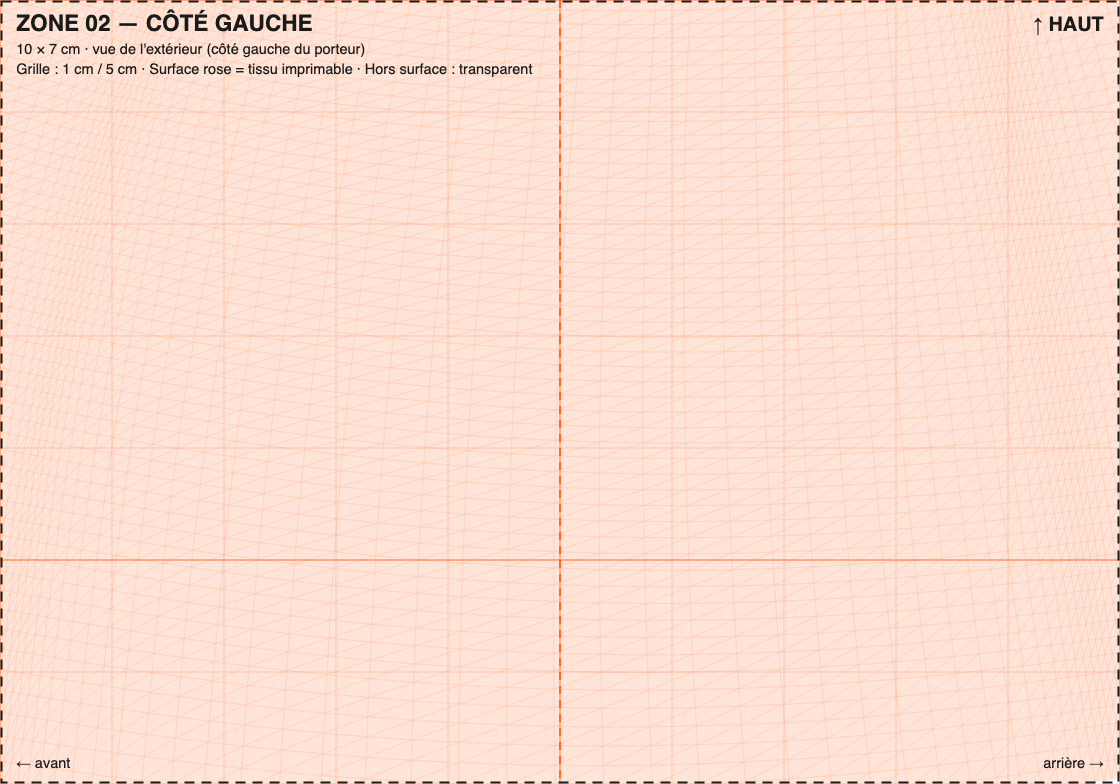 ZONE 02 — CÔTÉ GAUCHE
↑ HAUT
10 × 7 cm · vue de l'extérieur (côté gauche du porteur)
Grille : 1 cm / 5 cm · Surface rose = tissu imprimable · Hors surface : transparent
← avant
arrière →